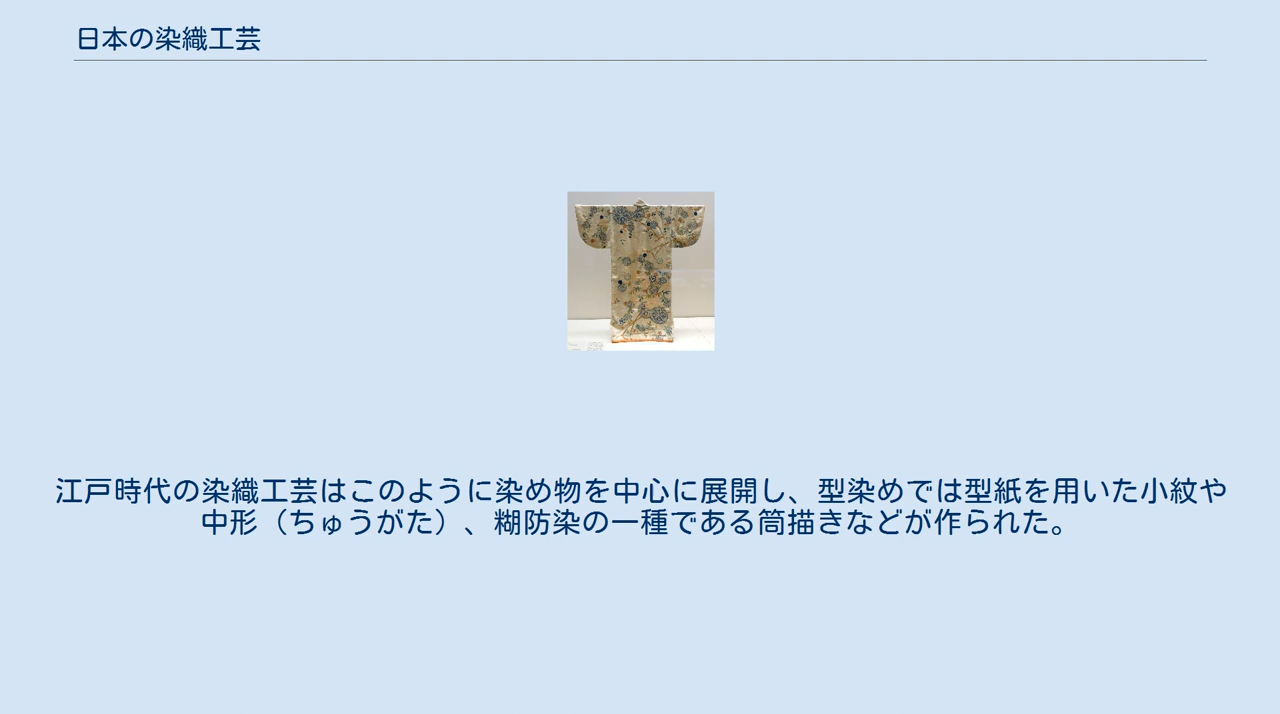 日本の染織工芸
江戸時代の染織工芸はこのように染め物を中心に展開し、型染めでは型紙を用いた小紋や
中形（ちゅうがた）、糊防染の一種である筒描きなどが作られた。